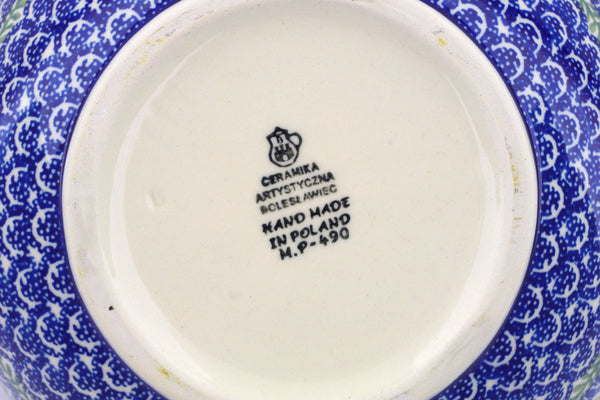 CERAMIKA
ARTYSTYCZNA
BOLESŁAWIEC
HAND MADE
IN POLAND
M.P-490